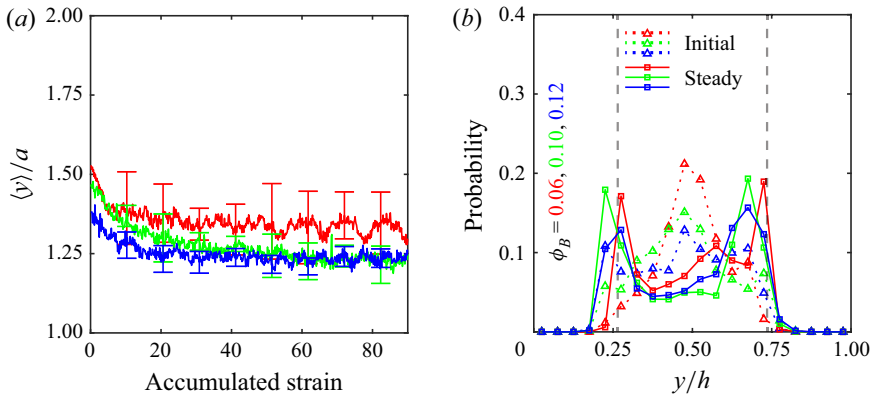 (a)
2.00
1.75
1.50
1.25
1.00
⟨y⟩/a
0 20 40 60 80
Accumulated strain
(b)
0.4
0.3
0.2
0.1
0
Probability
ϕB = 0.06, 0.10, 0.12
Initial
Steady
0 0.25 0.50 0.75 1.00
y/h